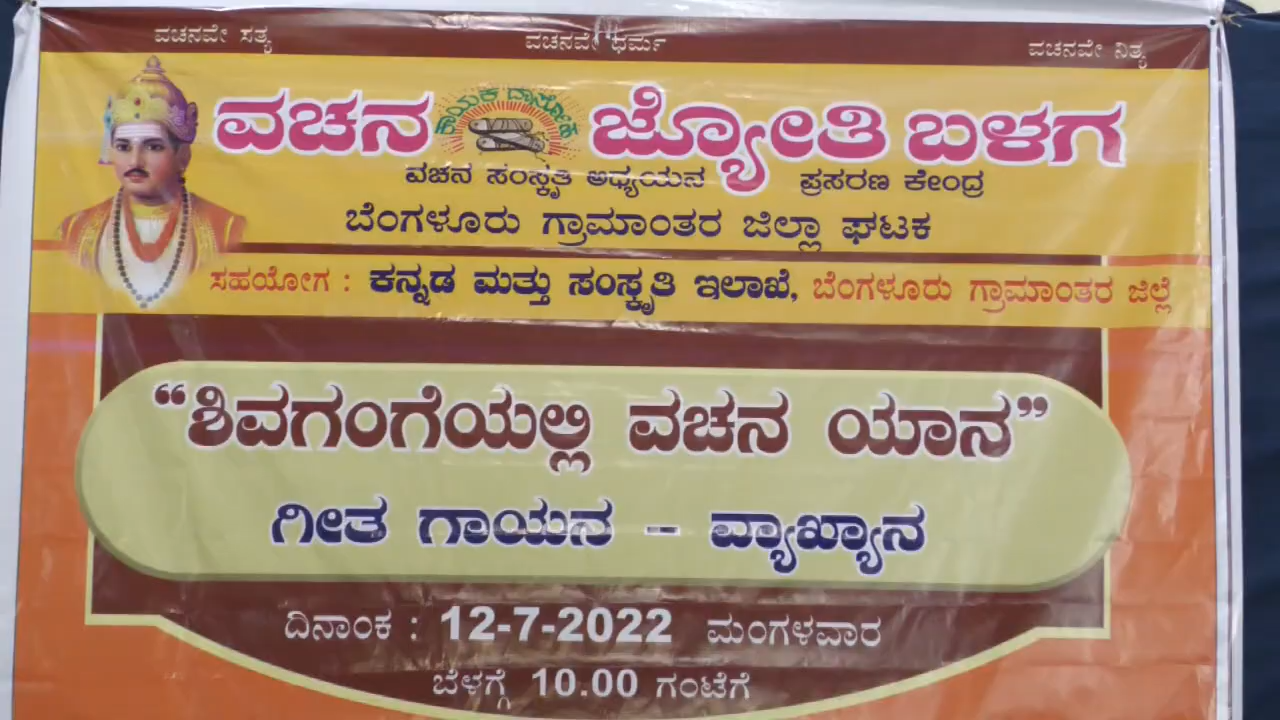 ವಚನವೇ ಸತ್ಯ ವಚನವೇ ಧರ್ಮ ವಚನವೇ ನಿತ್ಯ
ವಚನ ಕಾಯಕ ದಾಸೋಹ ಜ್ಯೋತಿ ಬಳಗ
ವಚನ ಸಂಸ್ಕೃತಿ ಅಧ್ಯಯನ ಪ್ರಸರಣ ಕೇಂದ್ರ
ಬೆಂಗಳೂರು ಗ್ರಾಮಾಂತರ ಜಿಲ್ಲಾ ಘಟಕ
ಸಹಯೋಗ : ಕನ್ನಡ ಮತ್ತು ಸಂಸ್ಕೃತಿ ಇಲಾಖೆ, ಬೆಂಗಳೂರು ಗ್ರಾಮಾಂತರ ಜಿಲ್ಲೆ
“ಶಿವಗಂಗೆಯಲ್ಲಿ ವಚನ ಯಾನ”
ಗೀತ ಗಾಯನ – ವ್ಯಾಖ್ಯಾನ
ದಿನಾಂಕ : 12-7-2022 ಮಂಗಳವಾರ
ಬೆಳಗ್ಗೆ 10.00 ಗಂಟೆಗೆ